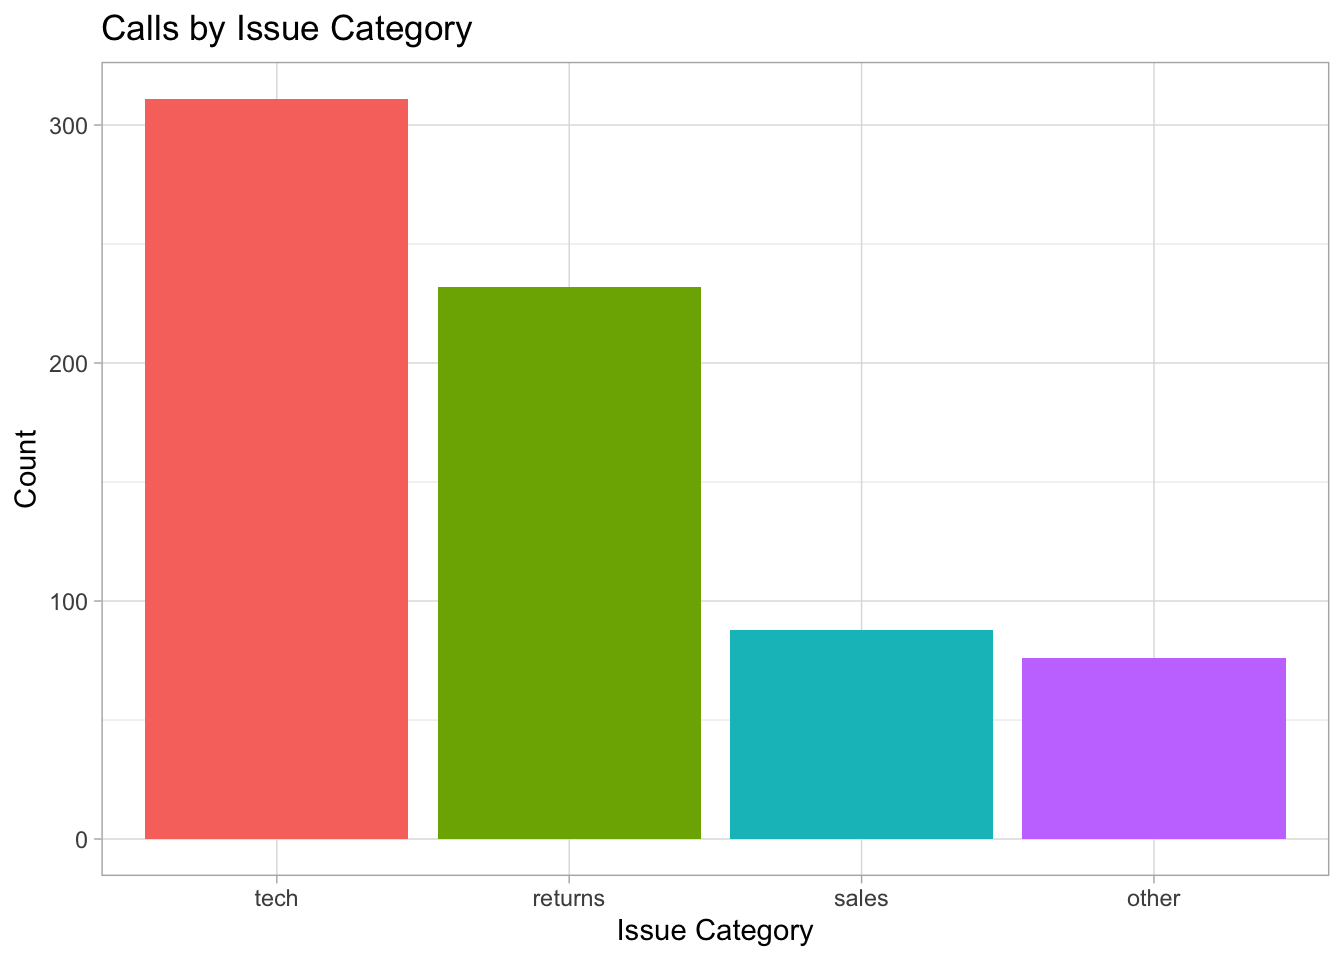 Calls by Issue Category
300
200
100
0
Count
tech returns sales other
Issue Category